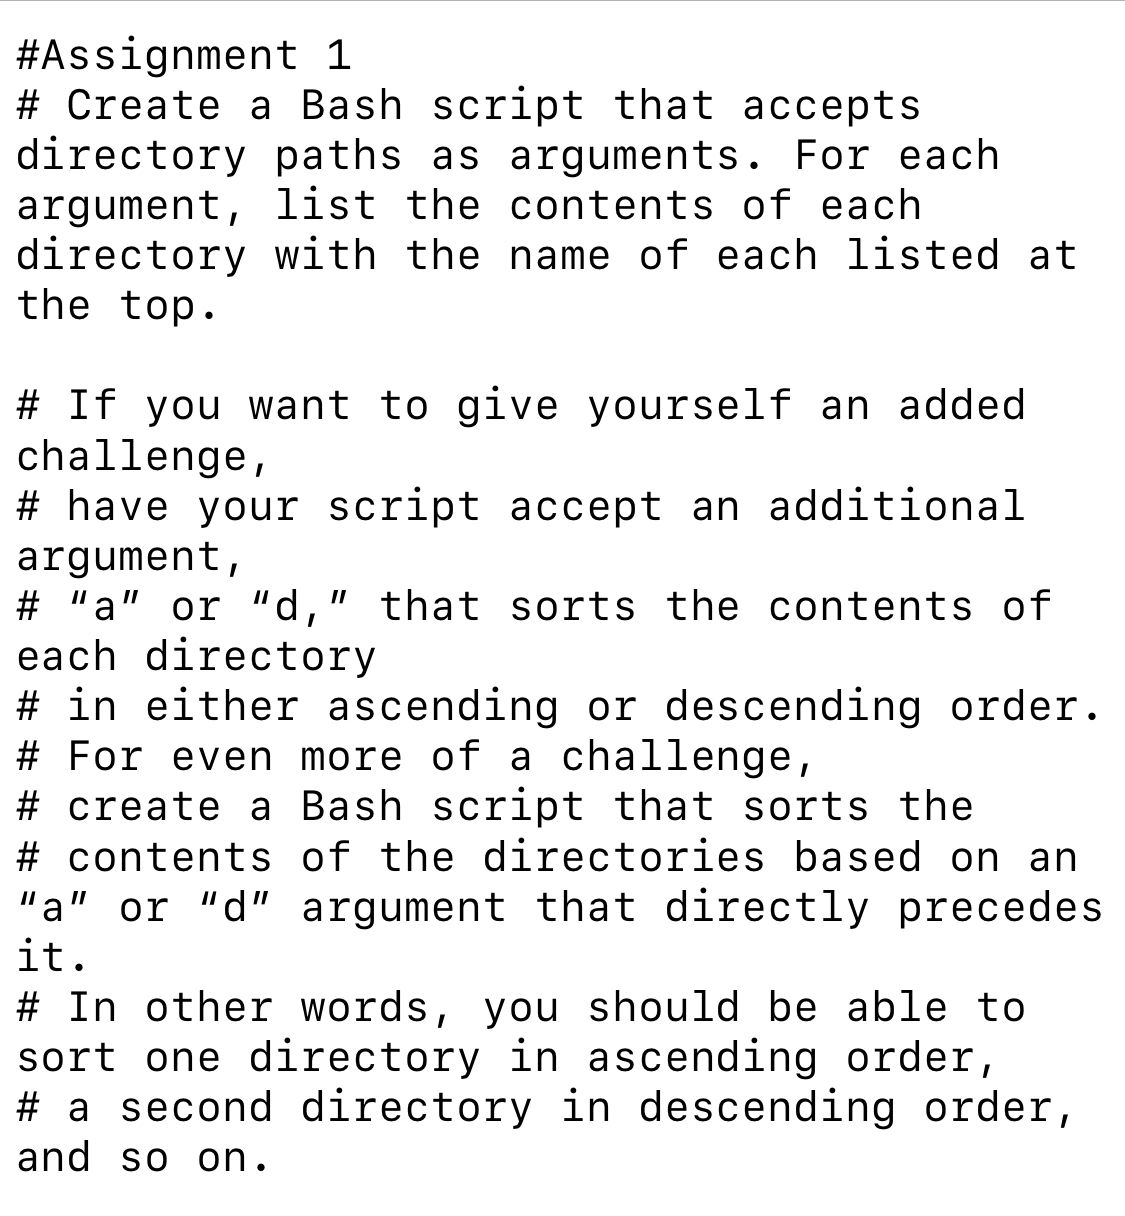 #Assignment 1
# Create a Bash script that accepts
directory paths as arguments. For each
argument, list the contents of each
directory with the name of each listed at
the top.

# If you want to give yourself an added
challenge,
# have your script accept an additional
argument,
# “a” or “d,” that sorts the contents of
each directory
# in either ascending or descending order.
# For even more of a challenge,
# create a Bash script that sorts the
# contents of the directories based on an
“a” or “d” argument that directly precedes
it.
# In other words, you should be able to
sort one directory in ascending order,
# a second directory in descending order,
and so on.